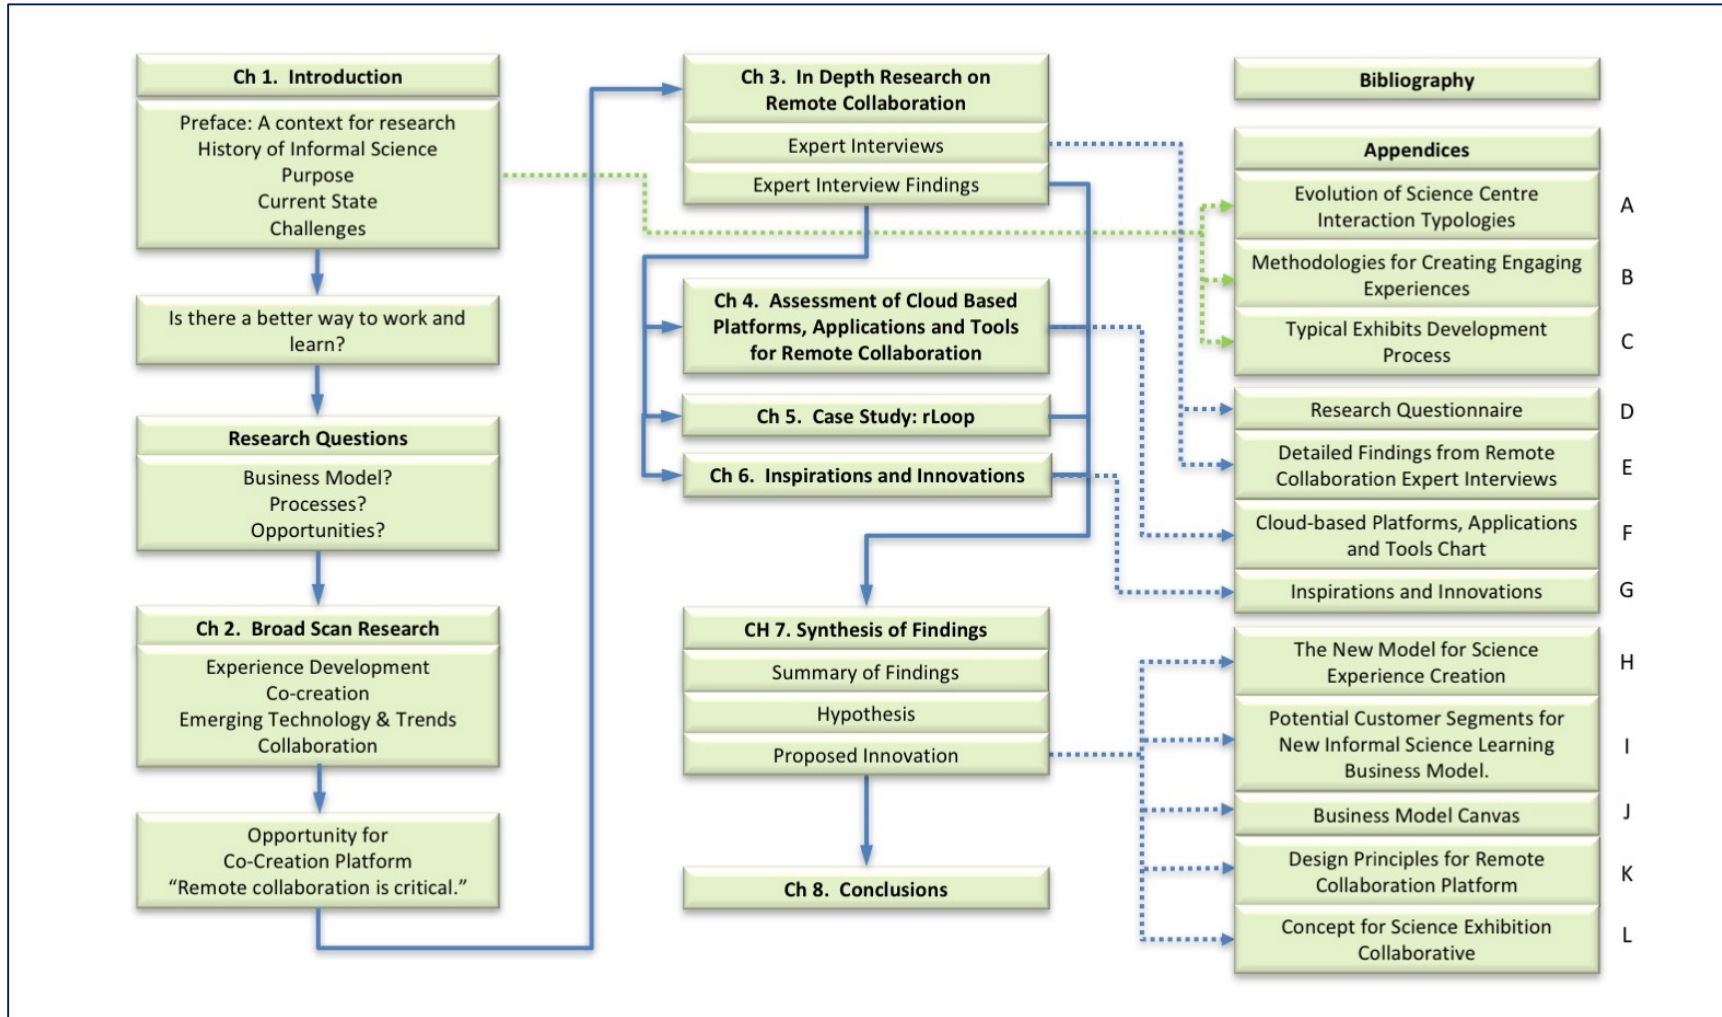 Ch 1.  Introduction
Preface: A context for research
History of Informal Science
Purpose
Current State
Challenges
Is there a better way to work and
learn?
Research Questions
Business Model?
Processes?
Opportunities?
Ch 2.  Broad Scan Research
Experience Development
Co-creation
Emerging Technology & Trends
Collaboration
Opportunity for
Co-Creation Platform
“Remote collaboration is critical.”
Ch 3.  In Depth Research on
Remote Collaboration
Expert Interviews
Expert Interview Findings
Ch 4.  Assessment of Cloud Based
Platforms, Applications and Tools
for Remote Collaboration
Ch 5.  Case Study: rLoop
Ch 6.  Inspirations and Innovations
CH 7. Synthesis of Findings
Summary of Findings
Hypothesis
Proposed Innovation
Ch 8.  Conclusions
Bibliography
Appendices
Evolution of Science Centre
Interaction Typologies
A
Methodologies for Creating Engaging
Experiences
B
Typical Exhibits Development
Process
C
Research Questionnaire
D
Detailed Findings from Remote
Collaboration Expert Interviews
E
Cloud-based Platforms, Applications
and Tools Chart
F
Inspirations and Innovations
G
The New Model for Science
Experience Creation
H
Potential Customer Segments for
New Informal Science Learning
Business Model.
I
Business Model Canvas
J
Design Principles for Remote
Collaboration Platform
K
Concept for Science Exhibition
Collaborative
L